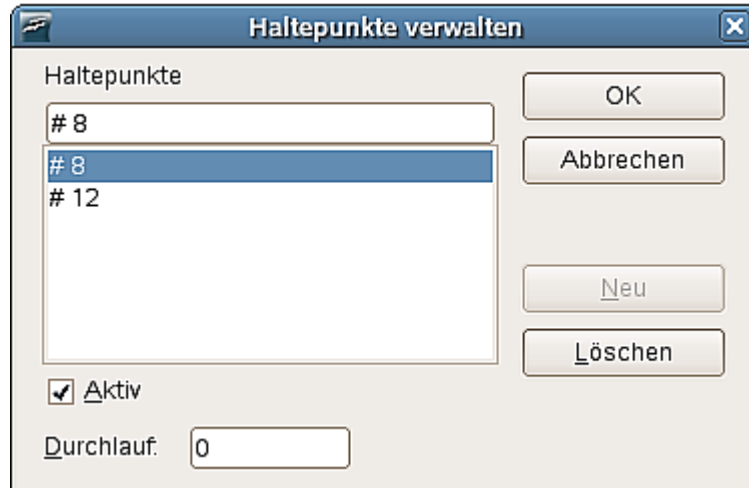 Haltepunkte verwalten
Haltepunkte
# 8
# 8
# 12
OK
Abbrechen
Neu
Löschen
Aktiv
Durchlauf:
0